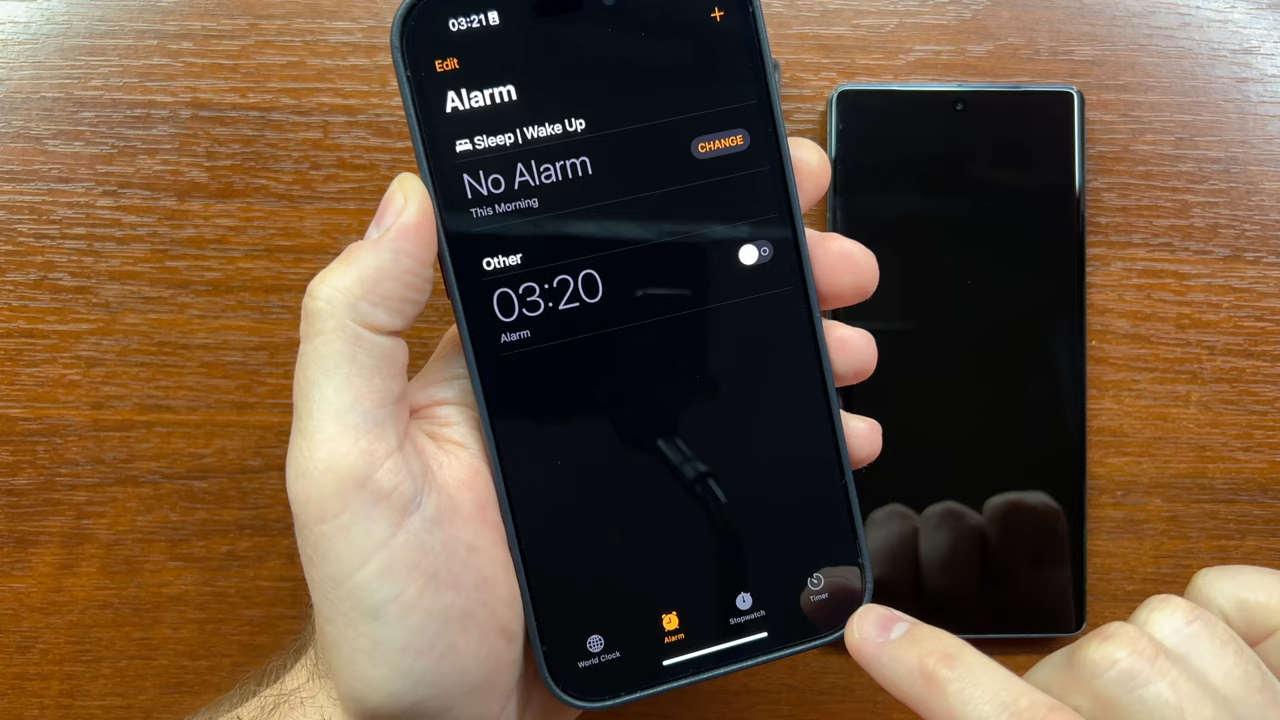 03:21
Edit
Alarm
Sleep | Wake Up
No Alarm
CHANGE
This Morning
Other
03:20
Alarm
World Clock
Alarm
Stopwatch
Timer